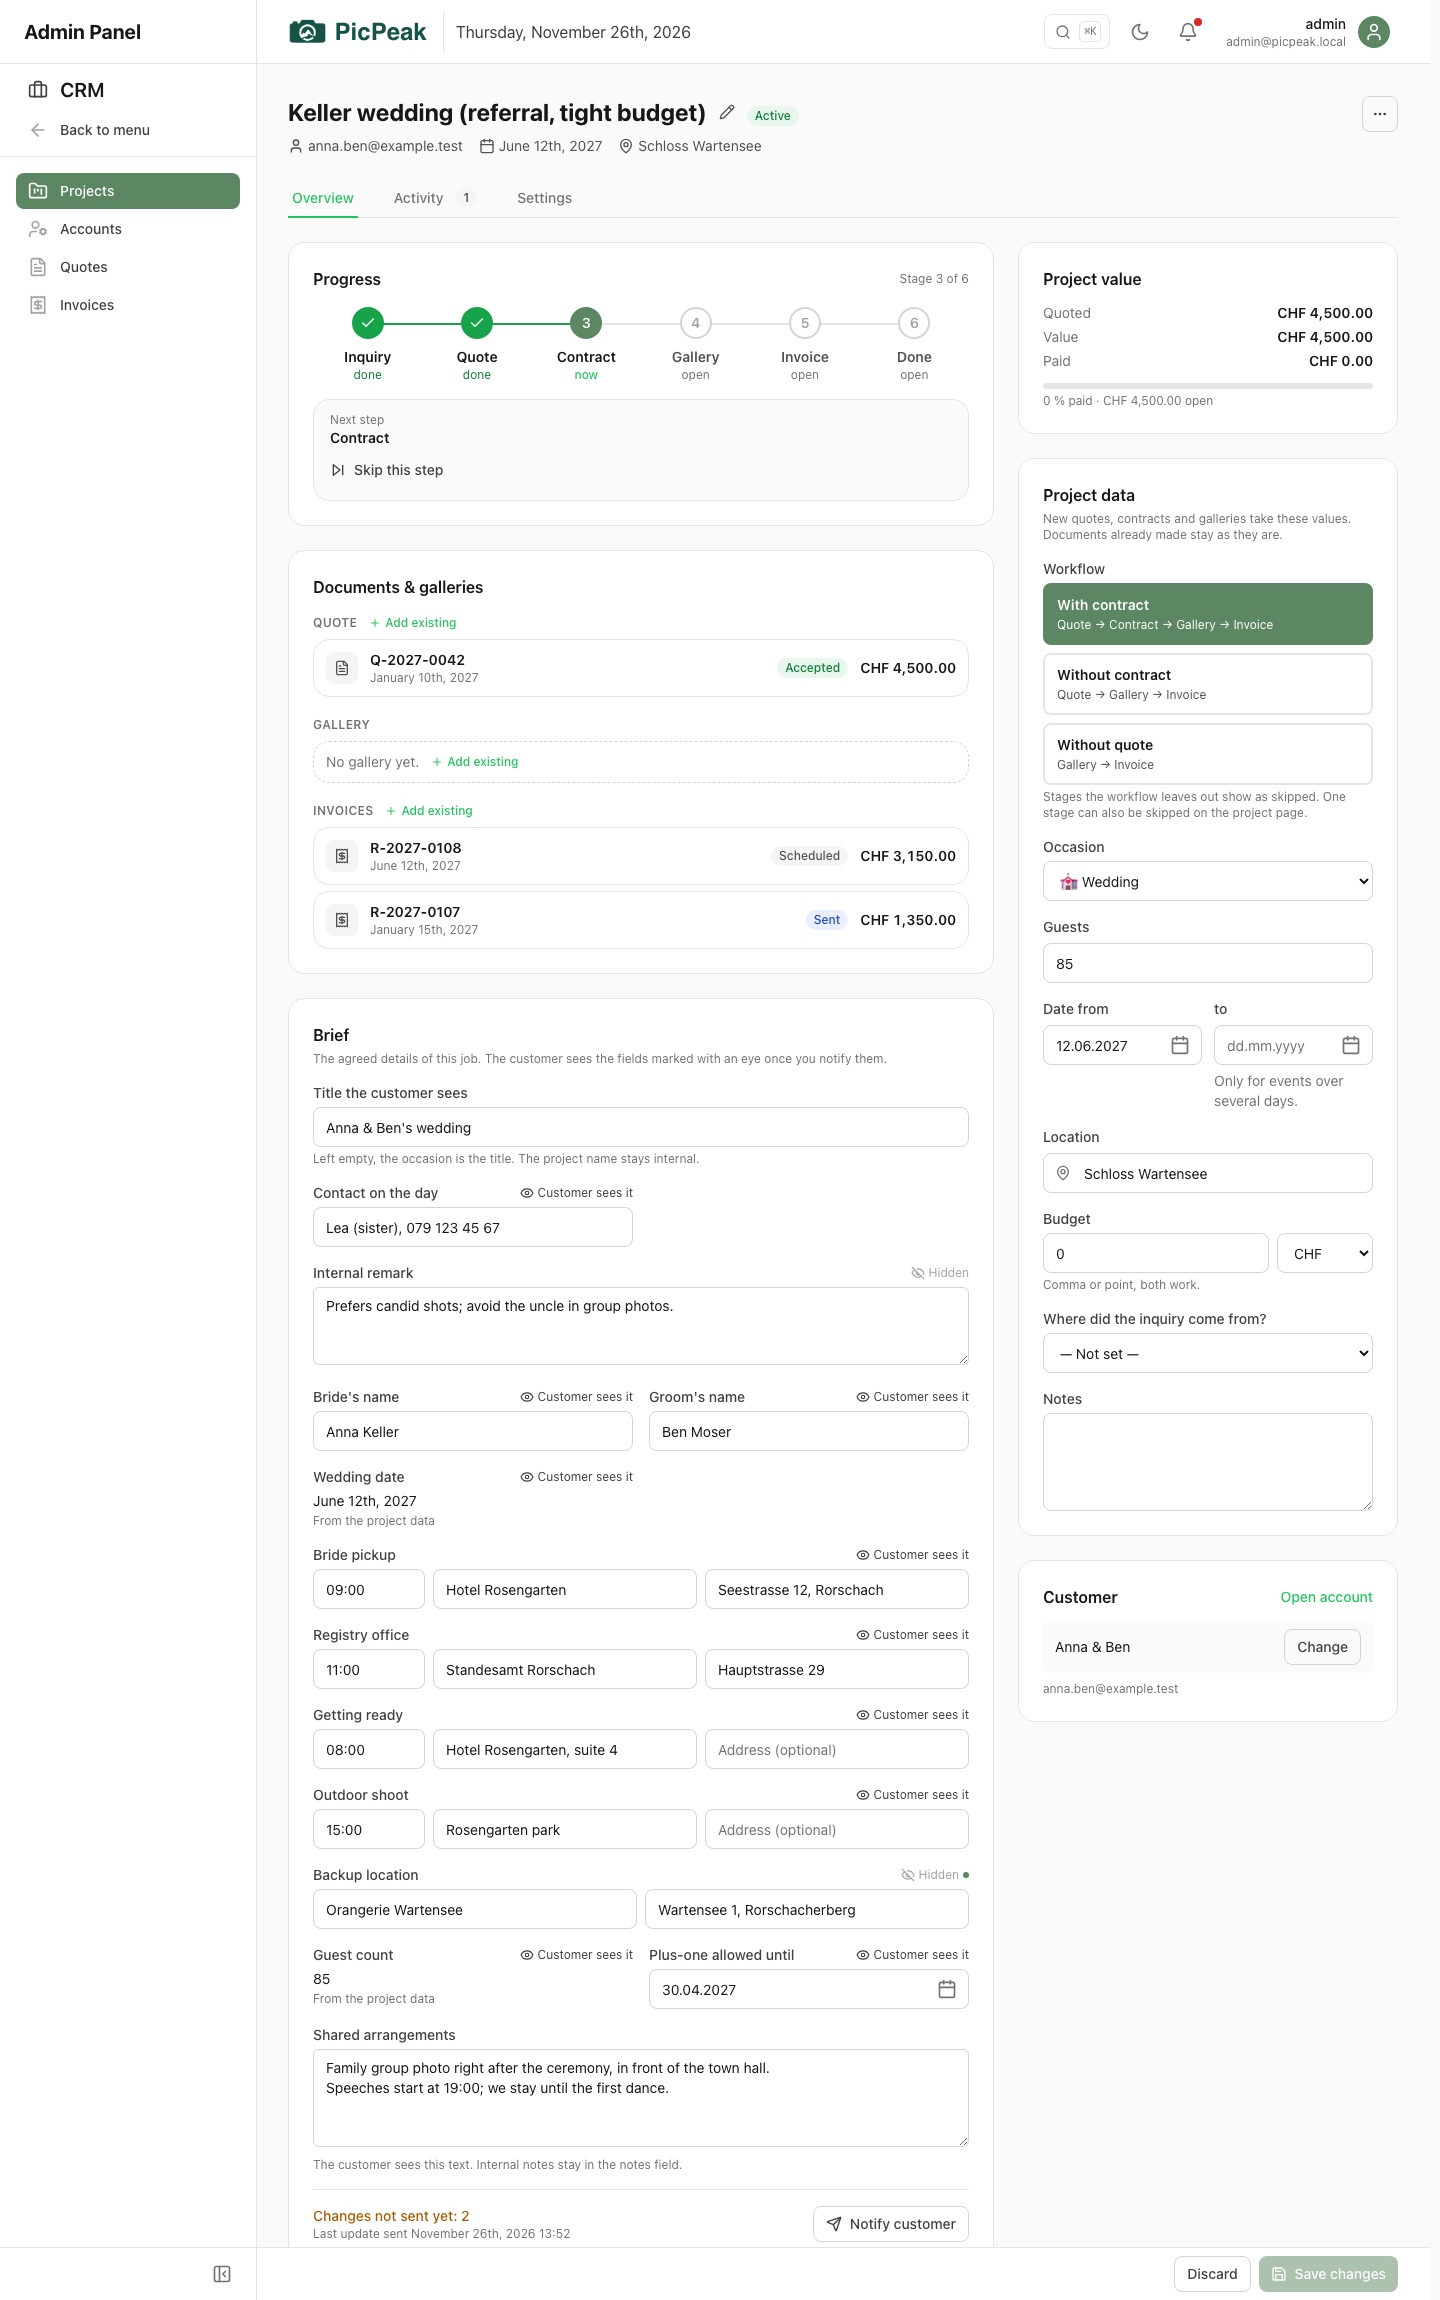 Admin Panel
PicPeak
Thursday, November 26th, 2026
⌘K
admin
admin@picpeak.local
CRM
Back to menu
Projects
Accounts
Quotes
Invoices
Keller wedding (referral, tight budget)
Active
anna.ben@example.test
June 12th, 2027
Schloss Wartensee
Overview
Activity 1
Settings
Progress
Stage 3 of 6
3
4
5
6
Inquiry
Quote
Contract
Gallery
Invoice
Done
done
done
now
open
open
open
Next step
Contract
Skip this step
Documents & galleries
QUOTE
+ Add existing
Q-2027-0042
January 10th, 2027
Accepted
CHF 4,500.00
GALLERY
No gallery yet.
+ Add existing
INVOICES
+ Add existing
R-2027-0108
June 12th, 2027
Scheduled
CHF 3,150.00
R-2027-0107
January 15th, 2027
Sent
CHF 1,350.00
Brief
The agreed details of this job. The customer sees the fields marked with an eye once you notify them.
Title the customer sees
Anna & Ben's wedding
Left empty, the occasion is the title. The project name stays internal.
Contact on the day
Customer sees it
Lea (sister), 079 123 45 67
Internal remark
Hidden
Prefers candid shots; avoid the uncle in group photos.
Bride's name
Customer sees it
Groom's name
Customer sees it
Anna Keller
Ben Moser
Wedding date
Customer sees it
June 12th, 2027
From the project data
Bride pickup
Customer sees it
09:00
Hotel Rosengarten
Seestrasse 12, Rorschach
Registry office
Customer sees it
11:00
Standesamt Rorschach
Hauptstrasse 29
Getting ready
Customer sees it
08:00
Hotel Rosengarten, suite 4
Address (optional)
Outdoor shoot
Customer sees it
15:00
Rosengarten park
Address (optional)
Backup location
Hidden
Orangerie Wartensee
Wartensee 1, Rorschacherberg
Guest count
Customer sees it
Plus-one allowed until
Customer sees it
85
From the project data
30.04.2027
Shared arrangements
Family group photo right after the ceremony, in front of the town hall.
Speeches start at 19:00; we stay until the first dance.
The customer sees this text. Internal notes stay in the notes field.
Changes not sent yet: 2
Last update sent November 26th, 2026 13:52
Notify customer
Project value
Quoted
CHF 4,500.00
Value
CHF 4,500.00
Paid
CHF 0.00
0 % paid · CHF 4,500.00 open
Project data
New quotes, contracts and galleries take these values.
Documents already made stay as they are.
Workflow
With contract
Quote → Contract → Gallery → Invoice
Without contract
Quote → Gallery → Invoice
Without quote
Gallery → Invoice
Stages the workflow leaves out show as skipped. One
stage can also be skipped on the project page.
Occasion
Wedding
Guests
85
Date from
to
12.06.2027
dd.mm.yyyy
Only for events over
several days.
Location
Schloss Wartensee
Budget
0
CHF
Comma or point, both work.
Where did the inquiry come from?
— Not set —
Notes
Customer
Open account
Anna & Ben
Change
anna.ben@example.test
Discard
Save changes